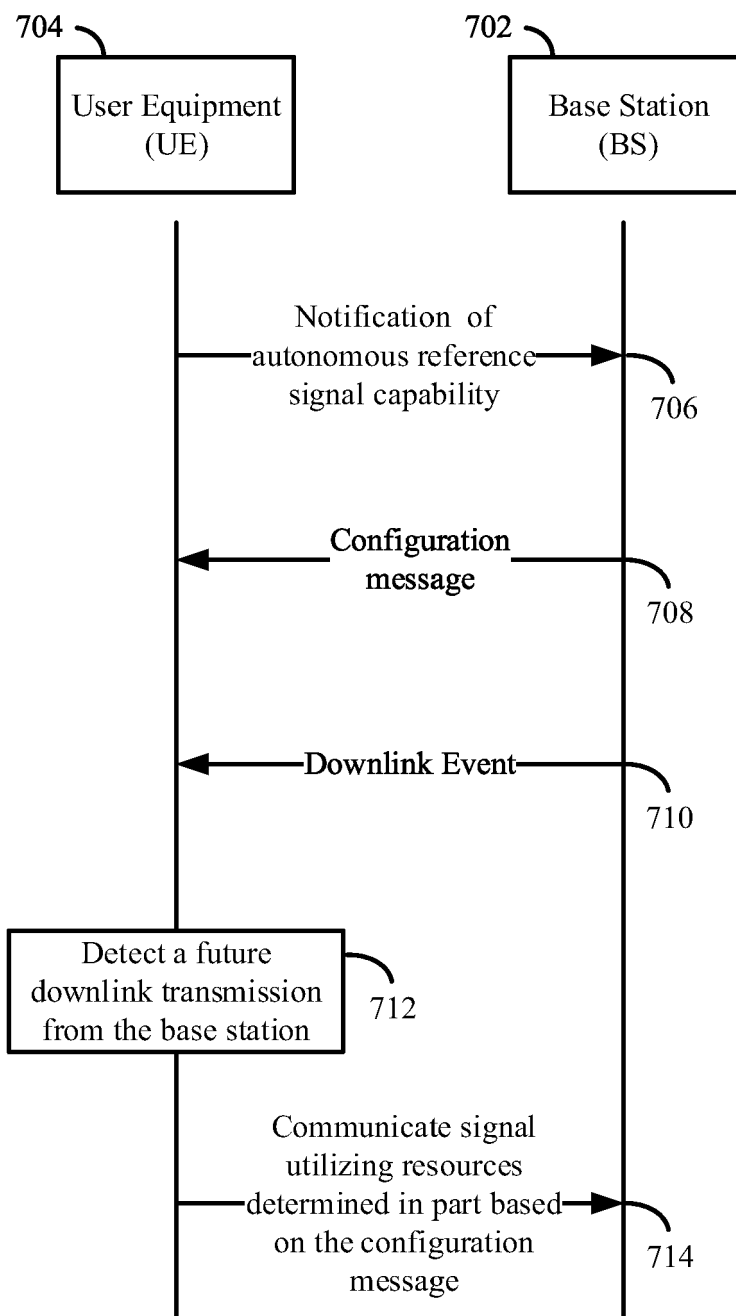 704
702
User Equipment
(UE)
Base Station
(BS)
Notification of
autonomous reference
signal capability
706
Configuration
message
708
Downlink Event
710
Detect a future
downlink transmission
from the base station
712
Communicate signal
utilizing resources
determined in part based
on the configuration
message
714